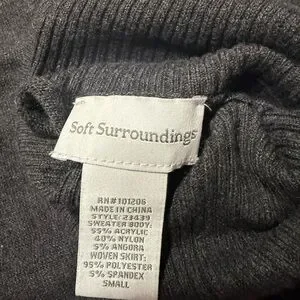 Soft Surroundings
RN#101206
MADE IN CHINA
STYLE: 23439
SWEATER BODY:
55% ACRYLIC
40% NYLON
5% ANGORA
WOVEN SKIRT:
95% POLYESTER
5% SPANDEX
SMALL